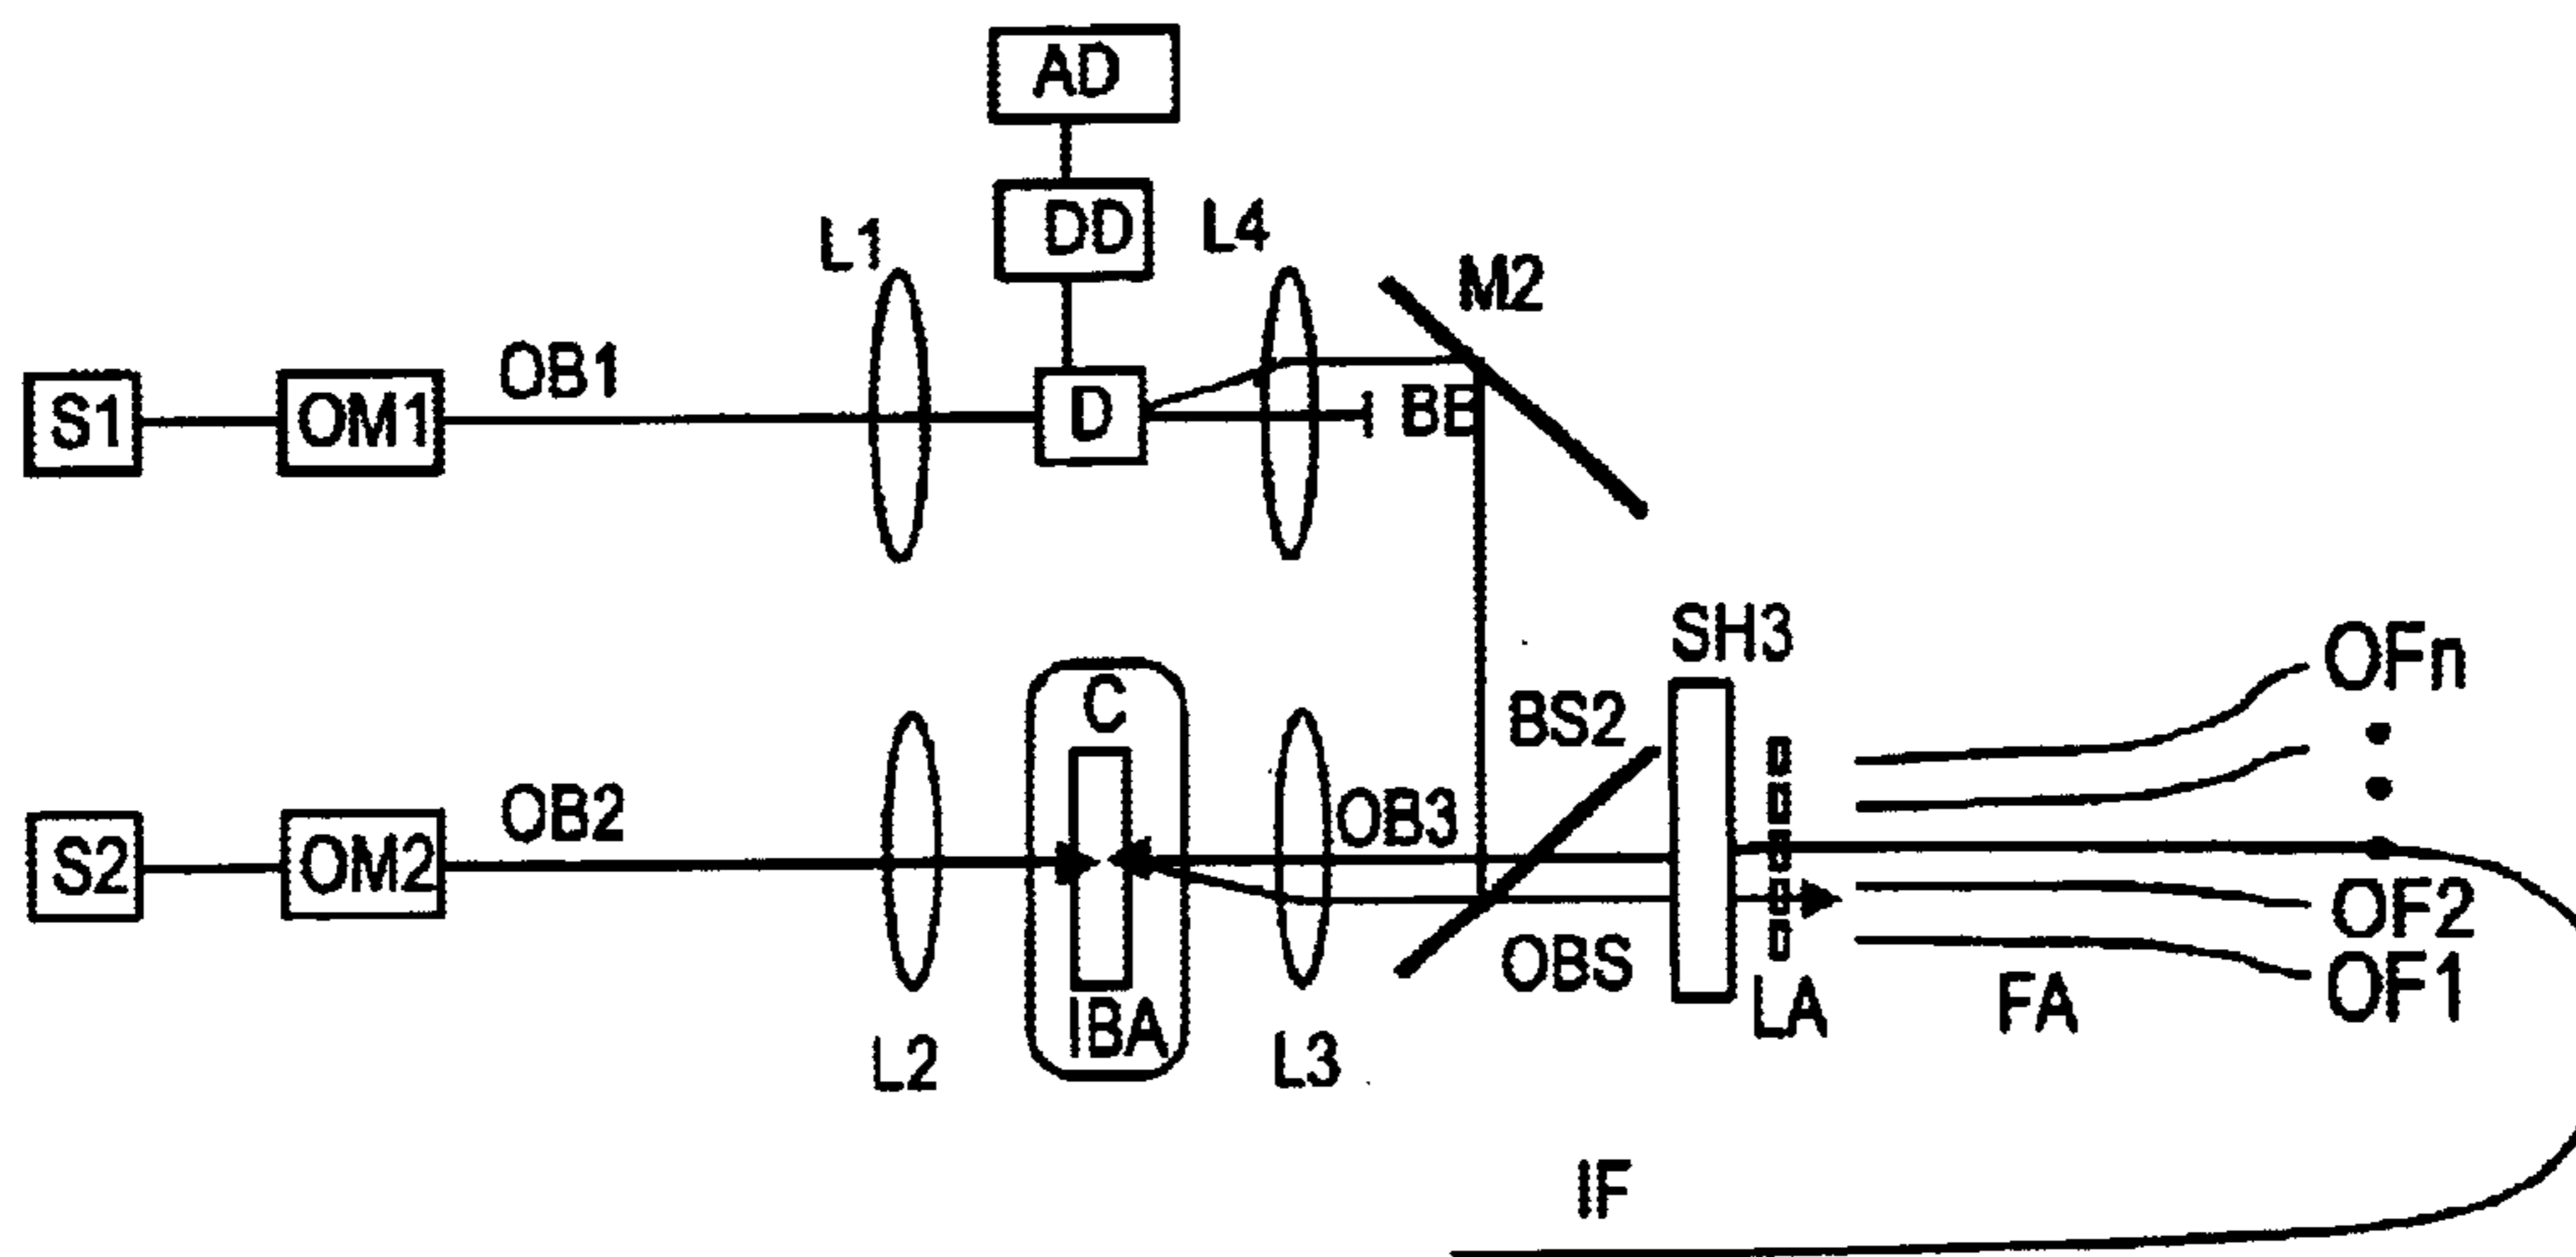 AD
DD
L1
L4
M2
S1
OM1
OB1
D
BB
SH3
OFn
C
BS2
S2
OM2
OB2
OB3
OF2
OBS
OF1
IBA
LA
FA
L2
L3
IF